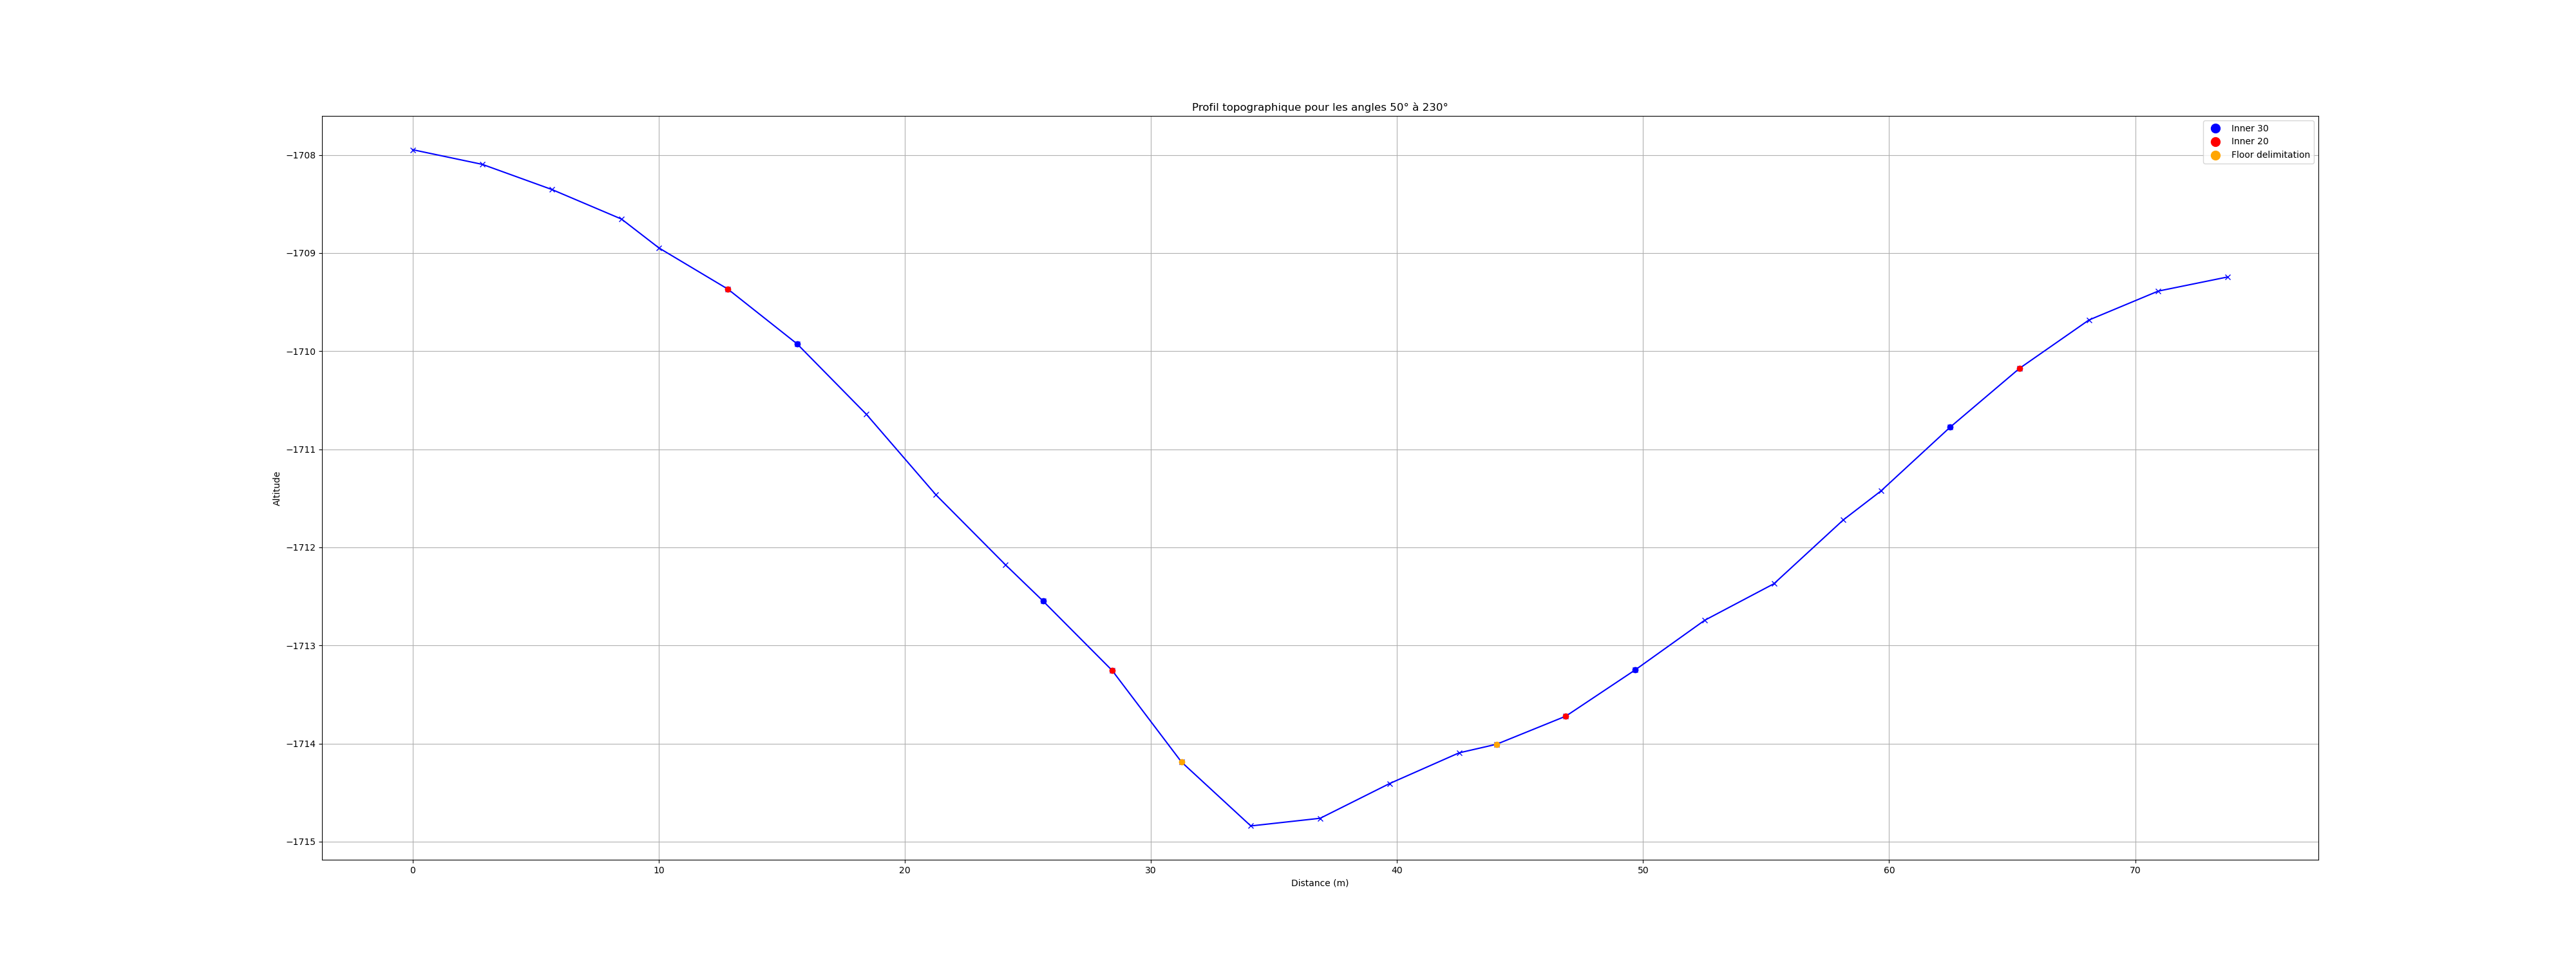 Profil topographique pour les angles 50° à 230°
Inner 30
Inner 20
Floor delimitation
Altitude
−1708
−1709
−1710
−1711
−1712
−1713
−1714
−1715
0 10 20 30 40 50 60 70
Distance (m)